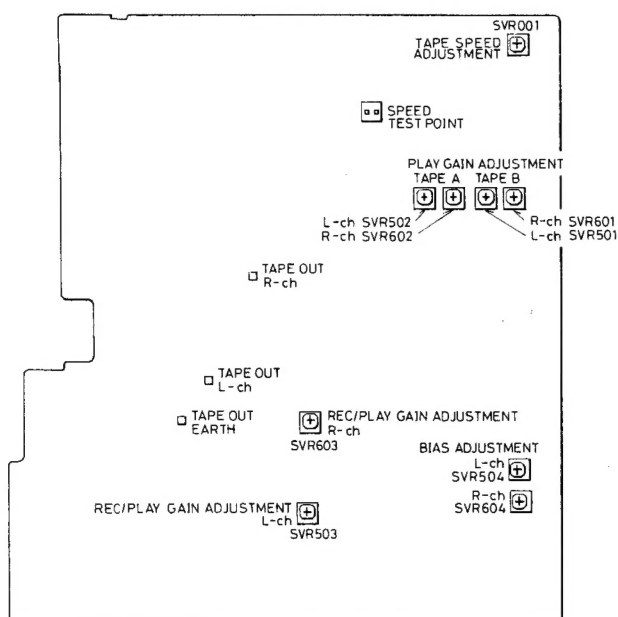 SVR001
TAPE SPEED
ADJUSTMENT
SPEED
TEST POINT
PLAY GAIN ADJUSTMENT
TAPE A TAPE B
L-ch SVR502
R-ch SVR602
R-ch SVR601
L-ch SVR501
TAPE OUT
R-ch
TAPE OUT
L-ch
TAPE OUT
EARTH
REC/PLAY GAIN ADJUSTMENT
R-ch
SVR603
BIAS ADJUSTMENT
L-ch
SVR504
R-ch
SVR604
REC/PLAY GAIN ADJUSTMENT
L-ch
SVR503